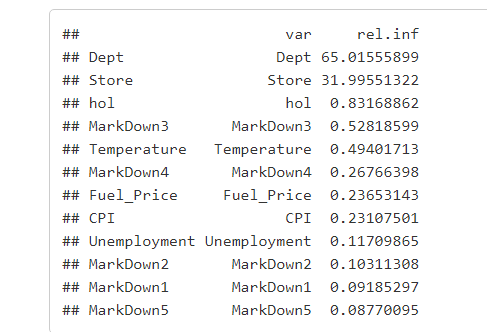 ##                       var     rel.inf
## Dept                 Dept 65.01555899
## Store               Store 31.99551322
## hol                   hol  0.83168862
## MarkDown3       MarkDown3  0.52818599
## Temperature   Temperature  0.49401713
## MarkDown4       MarkDown4  0.26766398
## Fuel_Price     Fuel_Price  0.23653143
## CPI                   CPI  0.23107501
## Unemployment Unemployment  0.11709865
## MarkDown2       MarkDown2  0.10311308
## MarkDown1       MarkDown1  0.09185297
## MarkDown5       MarkDown5  0.08770095